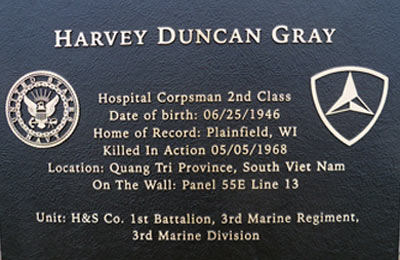 HARVEY DUNCAN GRAY
Hospital Corpsman 2nd Class
Date of birth: 06/25/1946
Home of Record: Plainfield, WI
Killed In Action 05/05/1968
Location: Quang Tri Province, South Viet Nam
On The Wall: Panel 55E Line 13
Unit: H&S Co. 1st Battalion, 3rd Marine Regiment,
3rd Marine Division